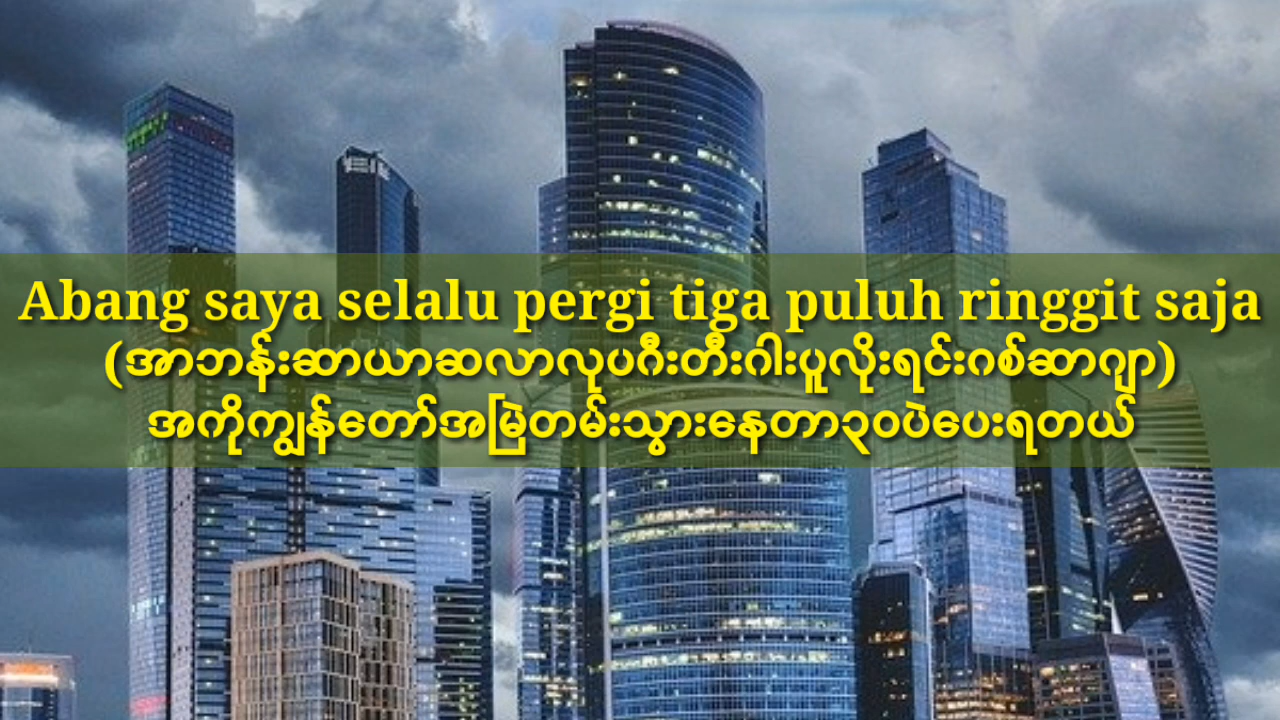 Abang saya selalu pergi tiga puluh ringgit saja
(အာဘန်းဆာယာဆလာလုပဂီးတီးဂါးပူလိုးရင်းဂစ်ဆာဂျာ)
အကိုကျွန်တော်အမြဲတမ်းသွားနေတာ၃၀ပဲပေးရတယ်